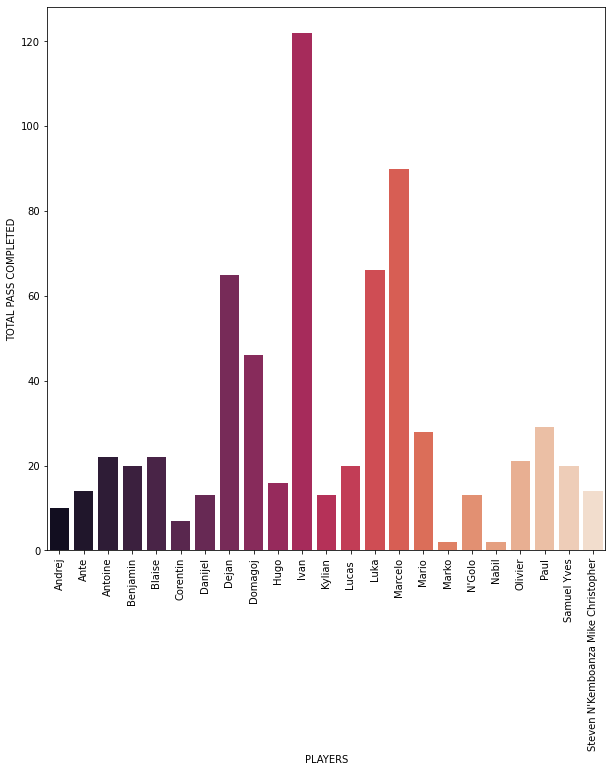 TOTAL PASS COMPLETED
120
100
80
60
40
20
0
Andrej
Ante
Antoine
Benjamin
Blaise
Corentin
Danijel
Dejan
Domagoj
Hugo
Ivan
Kylian
Lucas
Luka
Marcelo
Mario
Marko
N'Golo
Nabil
Olivier
Paul
Samuel Yves
Steven N'Kemboanza Mike Christopher
PLAYERS